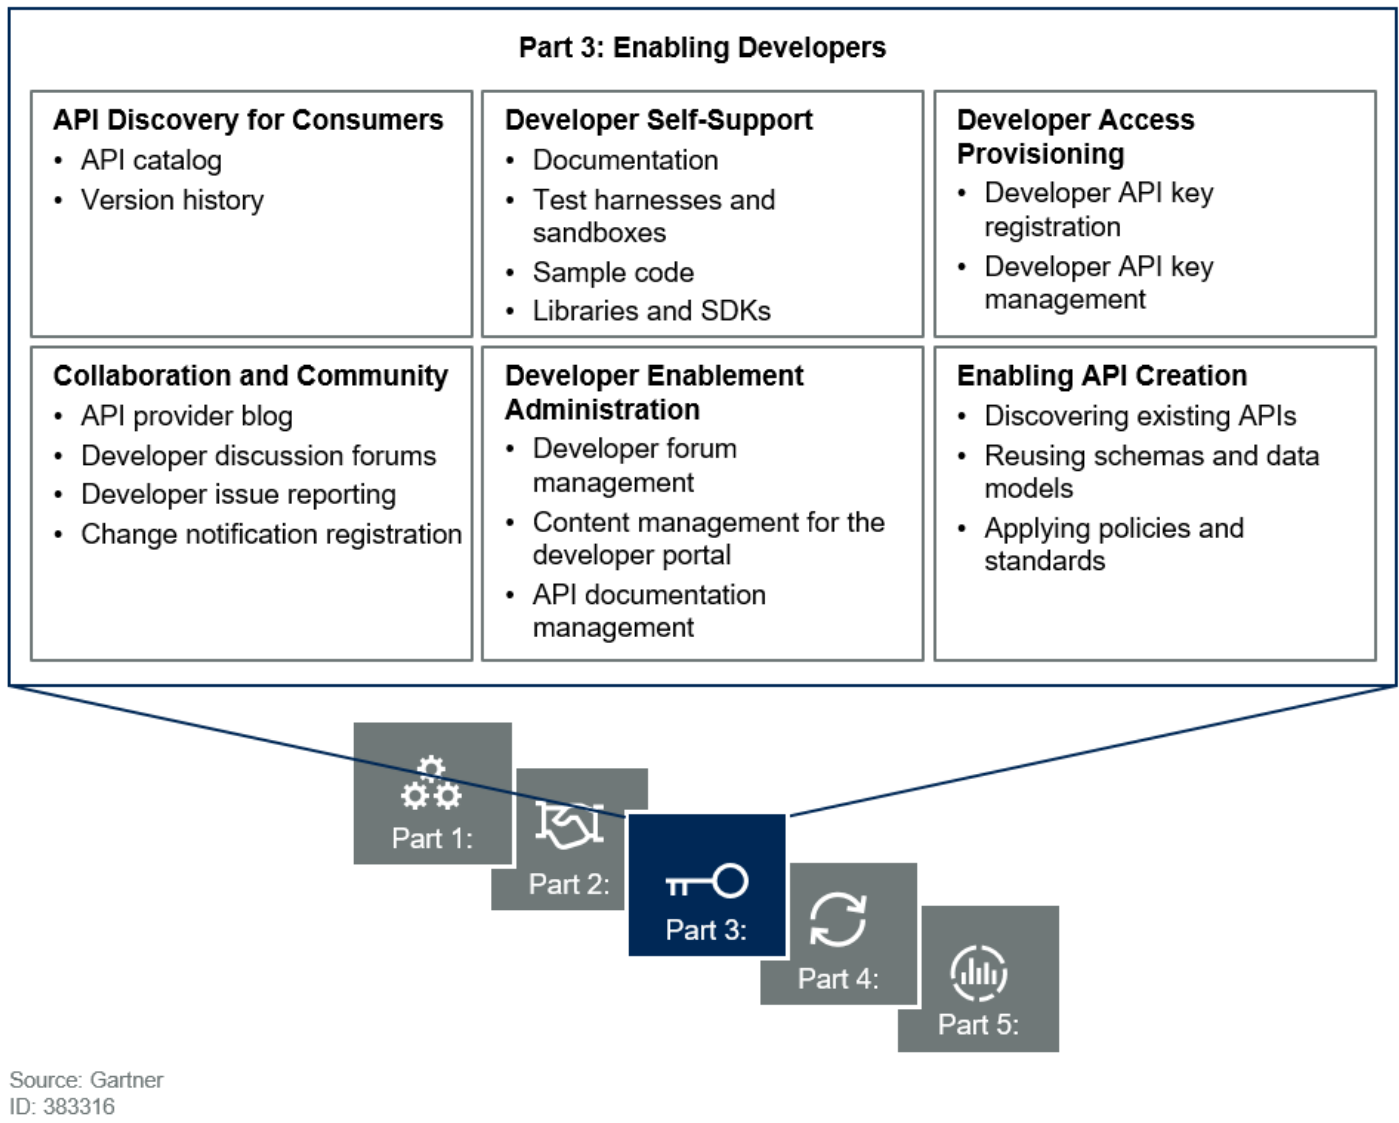 Part 3: Enabling Developers
API Discovery for Consumers
• API catalog
• Version history
Developer Self-Support
• Documentation
• Test harnesses and
sandboxes
• Sample code
• Libraries and SDKs
Developer Access
Provisioning
• Developer API key
registration
• Developer API key
management
Collaboration and Community
• API provider blog
• Developer discussion forums
• Developer issue reporting
• Change notification registration
Developer Enablement
Administration
• Developer forum
management
• Content management for the
developer portal
• API documentation
management
Enabling API Creation
• Discovering existing APIs
• Reusing schemas and data
models
• Applying policies and
standards
Part 1:
Part 2:
Part 3:
Part 4:
Part 5:
Source: Gartner
ID: 383316